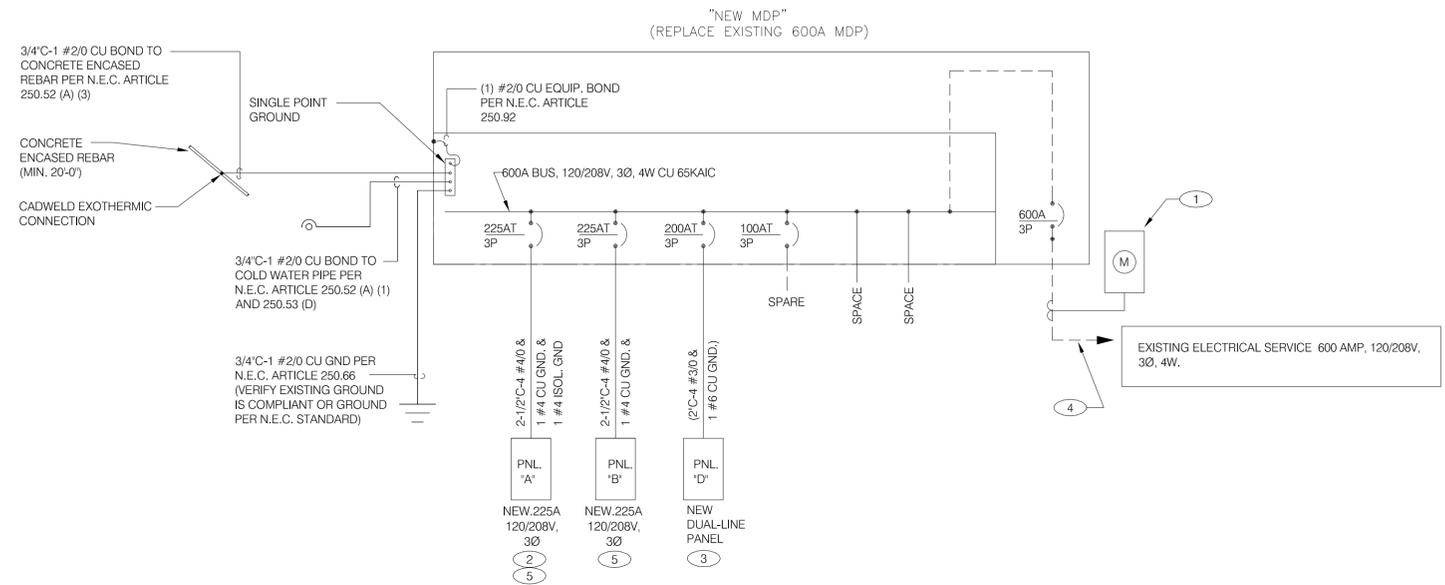 "NEW MDP"
(REPLACE EXISTING 600A MDP)
3/4"C-1 #2/0 CU BOND TO
CONCRETE ENCASED
REBAR PER N.E.C. ARTICLE
250.52 (A) (3)
SINGLE POINT
GROUND
(1) #2/0 CU EQUIP. BOND
PER N.E.C. ARTICLE
250.92
CONCRETE
ENCASED REBAR
(MIN. 20'-0")
CADWELD EXOTHERMIC
CONNECTION
600A BUS, 120/208V, 3Ø, 4W CU 65KAIC
225AT
3P
225AT
3P
200AT
3P
100AT
3P
600A
3P
1
M
3/4"C-1 #2/0 CU BOND TO
COLD WATER PIPE PER
N.E.C. ARTICLE 250.52 (A) (1)
AND 250.53 (D)
SPARE
SPACE
SPACE
EXISTING ELECTRICAL SERVICE 600 AMP, 120/208V,
3Ø, 4W.
4
3/4"C-1 #2/0 CU GND PER
N.E.C. ARTICLE 250.66
(VERIFY EXISTING GROUND
IS COMPLIANT OR GROUND
PER N.E.C. STANDARD)
2-1/2"C-4 #4/0 &
1 #4 CU GND. &
1 #4 ISOL. GND
2-1/2"C-4 #4/0 &
1 #4 CU GND. &
(2"C-4 #3/0 &
1 #6 CU GND.)
PNL.
"A"
PNL.
"B"
PNL.
"D"
NEW.225A
120/208V,
3Ø
2
5
NEW.225A
120/208V,
3Ø
5
NEW
DUAL-LINE
PANEL
3